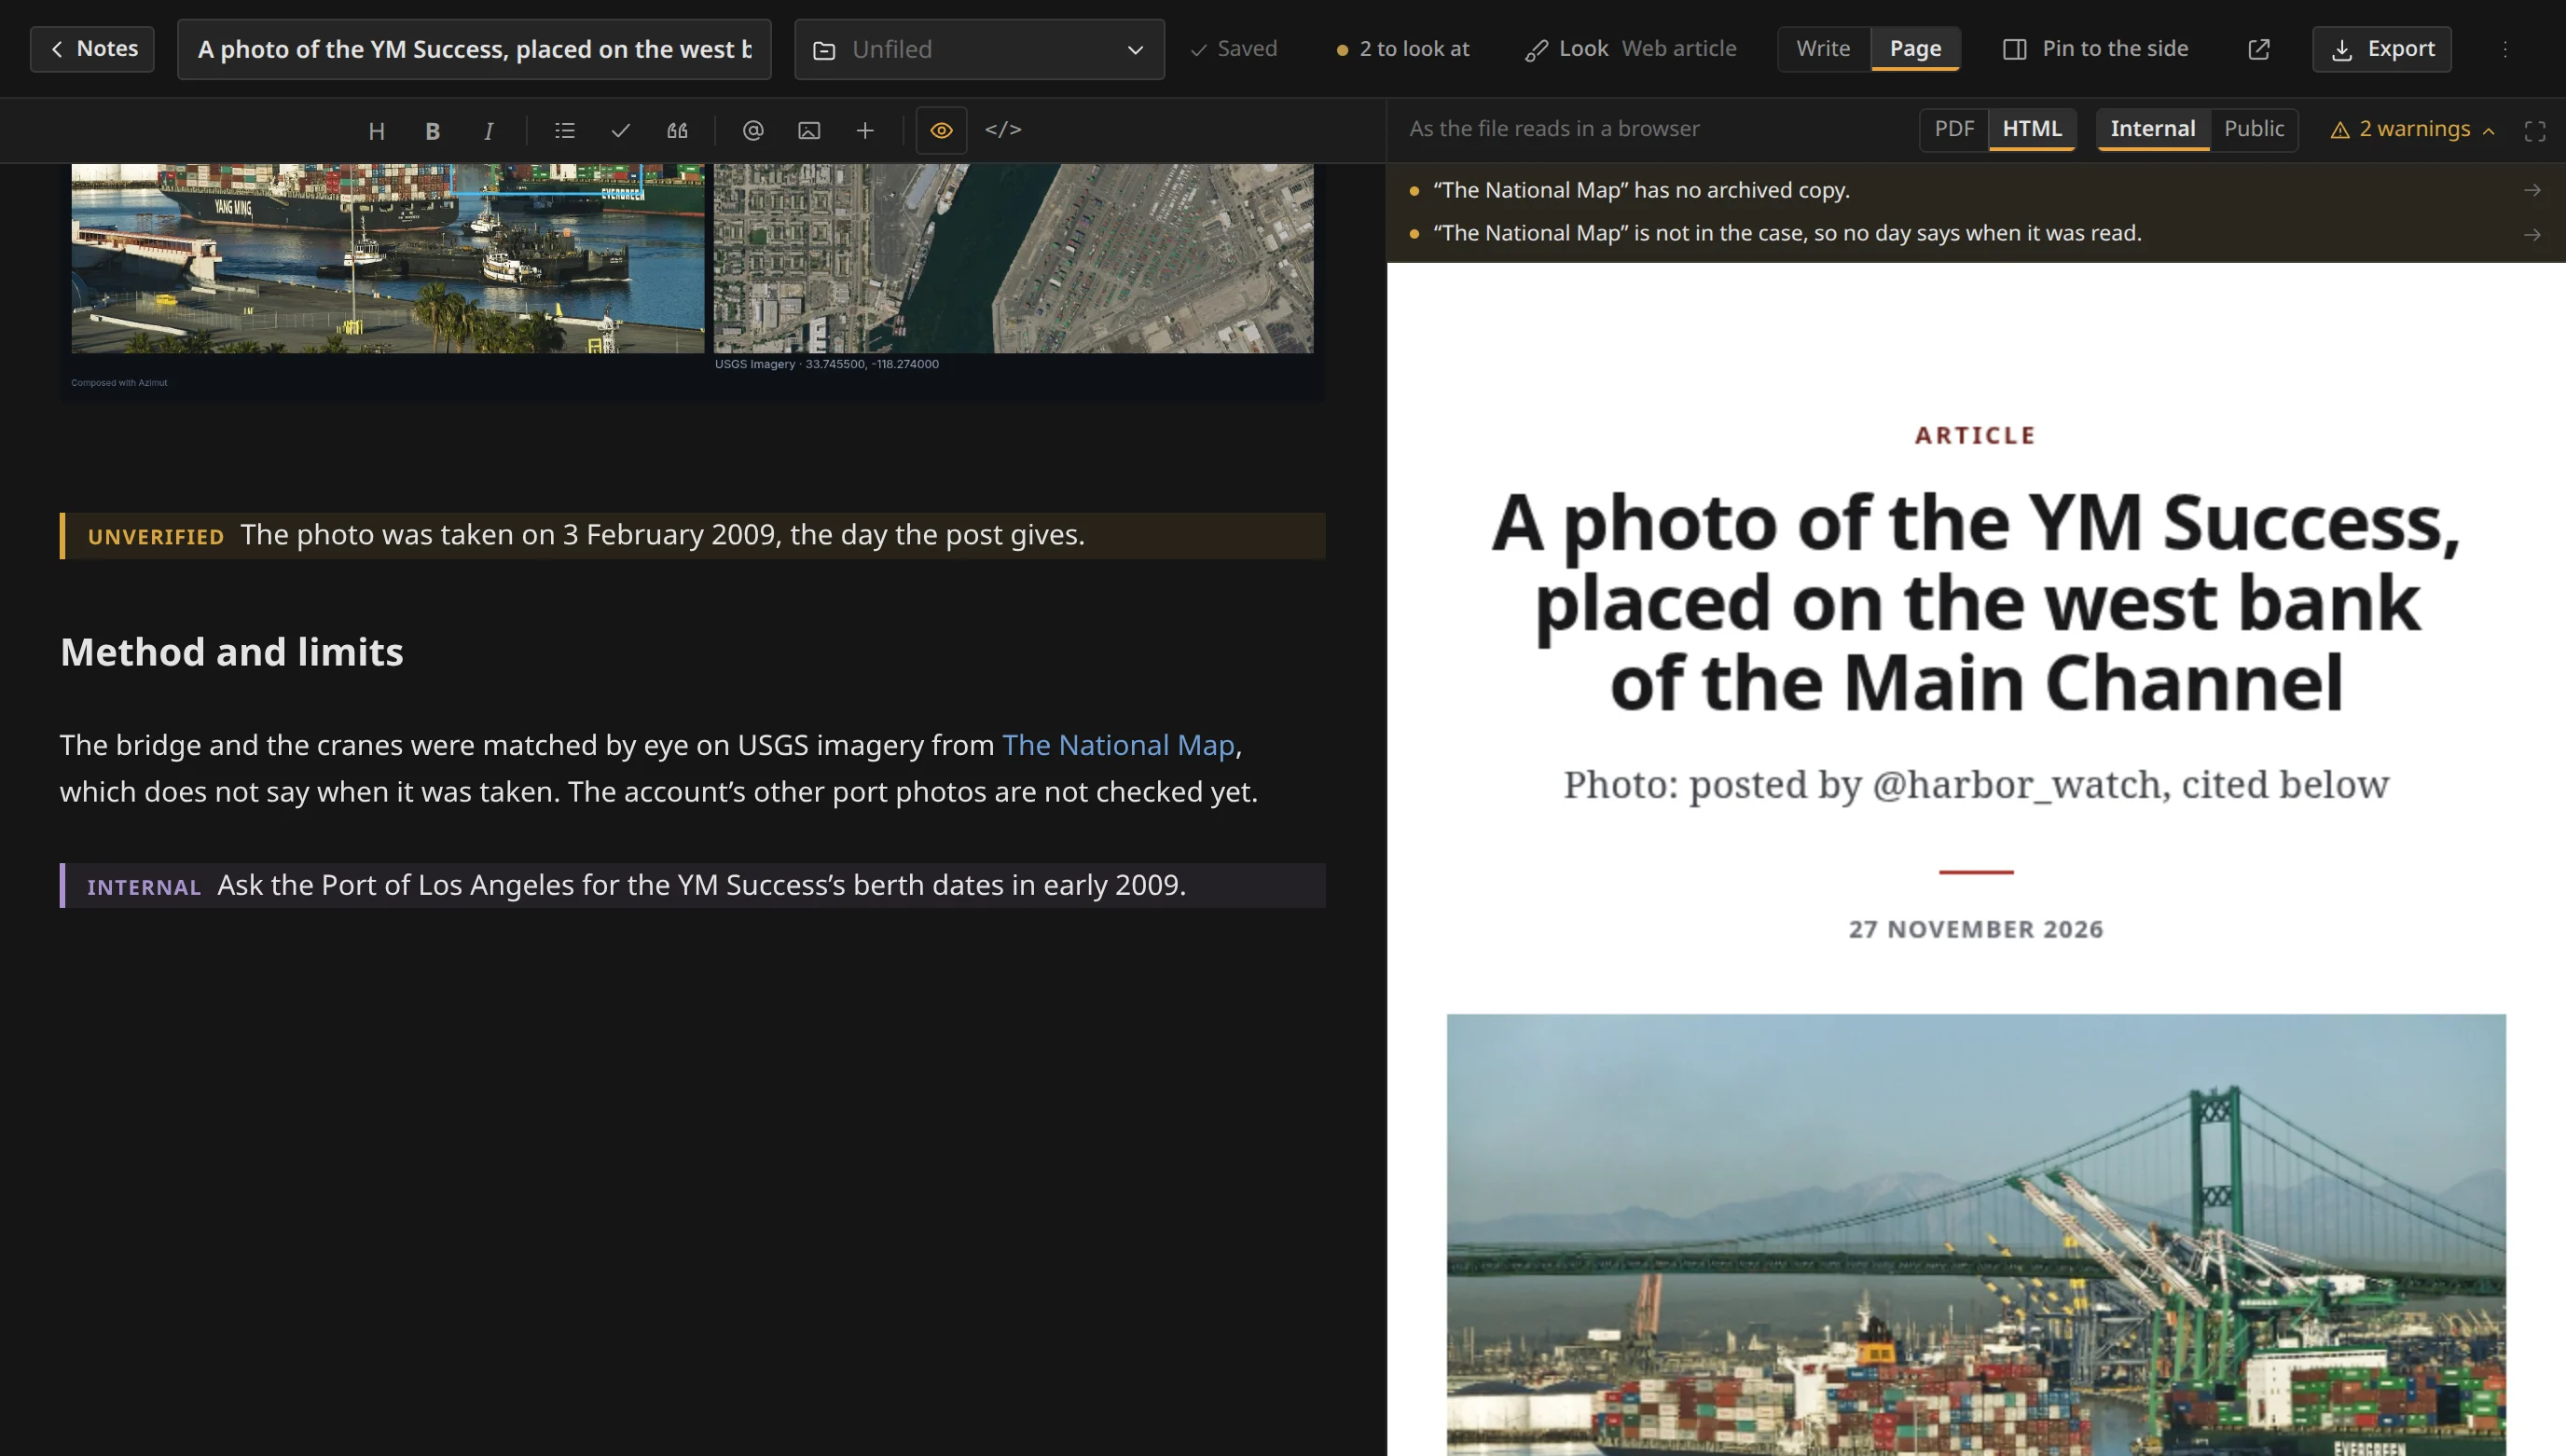 Notes
A photo of the YM Success, placed on the west b
Unfiled
Saved
2 to look at
Look Web article
Write
Page
Pin to the side
Export
H
B
I
</>
As the file reads in a browser
PDF
HTML
Internal
Public
2 warnings
“The National Map” has no archived copy.
“The National Map” is not in the case, so no day says when it was read.
YANG MING
EVERGREEN
USGS Imagery · 33.745500, -118.274000
Composed with Azimut
UNVERIFIED The photo was taken on 3 February 2009, the day the post gives.
Method and limits
The bridge and the cranes were matched by eye on USGS imagery from The National Map,
which does not say when it was taken. The account’s other port photos are not checked yet.
INTERNAL Ask the Port of Los Angeles for the YM Success’s berth dates in early 2009.
ARTICLE
A photo of the YM Success,
placed on the west bank
of the Main Channel
Photo: posted by @harbor_watch, cited below
27 NOVEMBER 2026
EVERGREEN